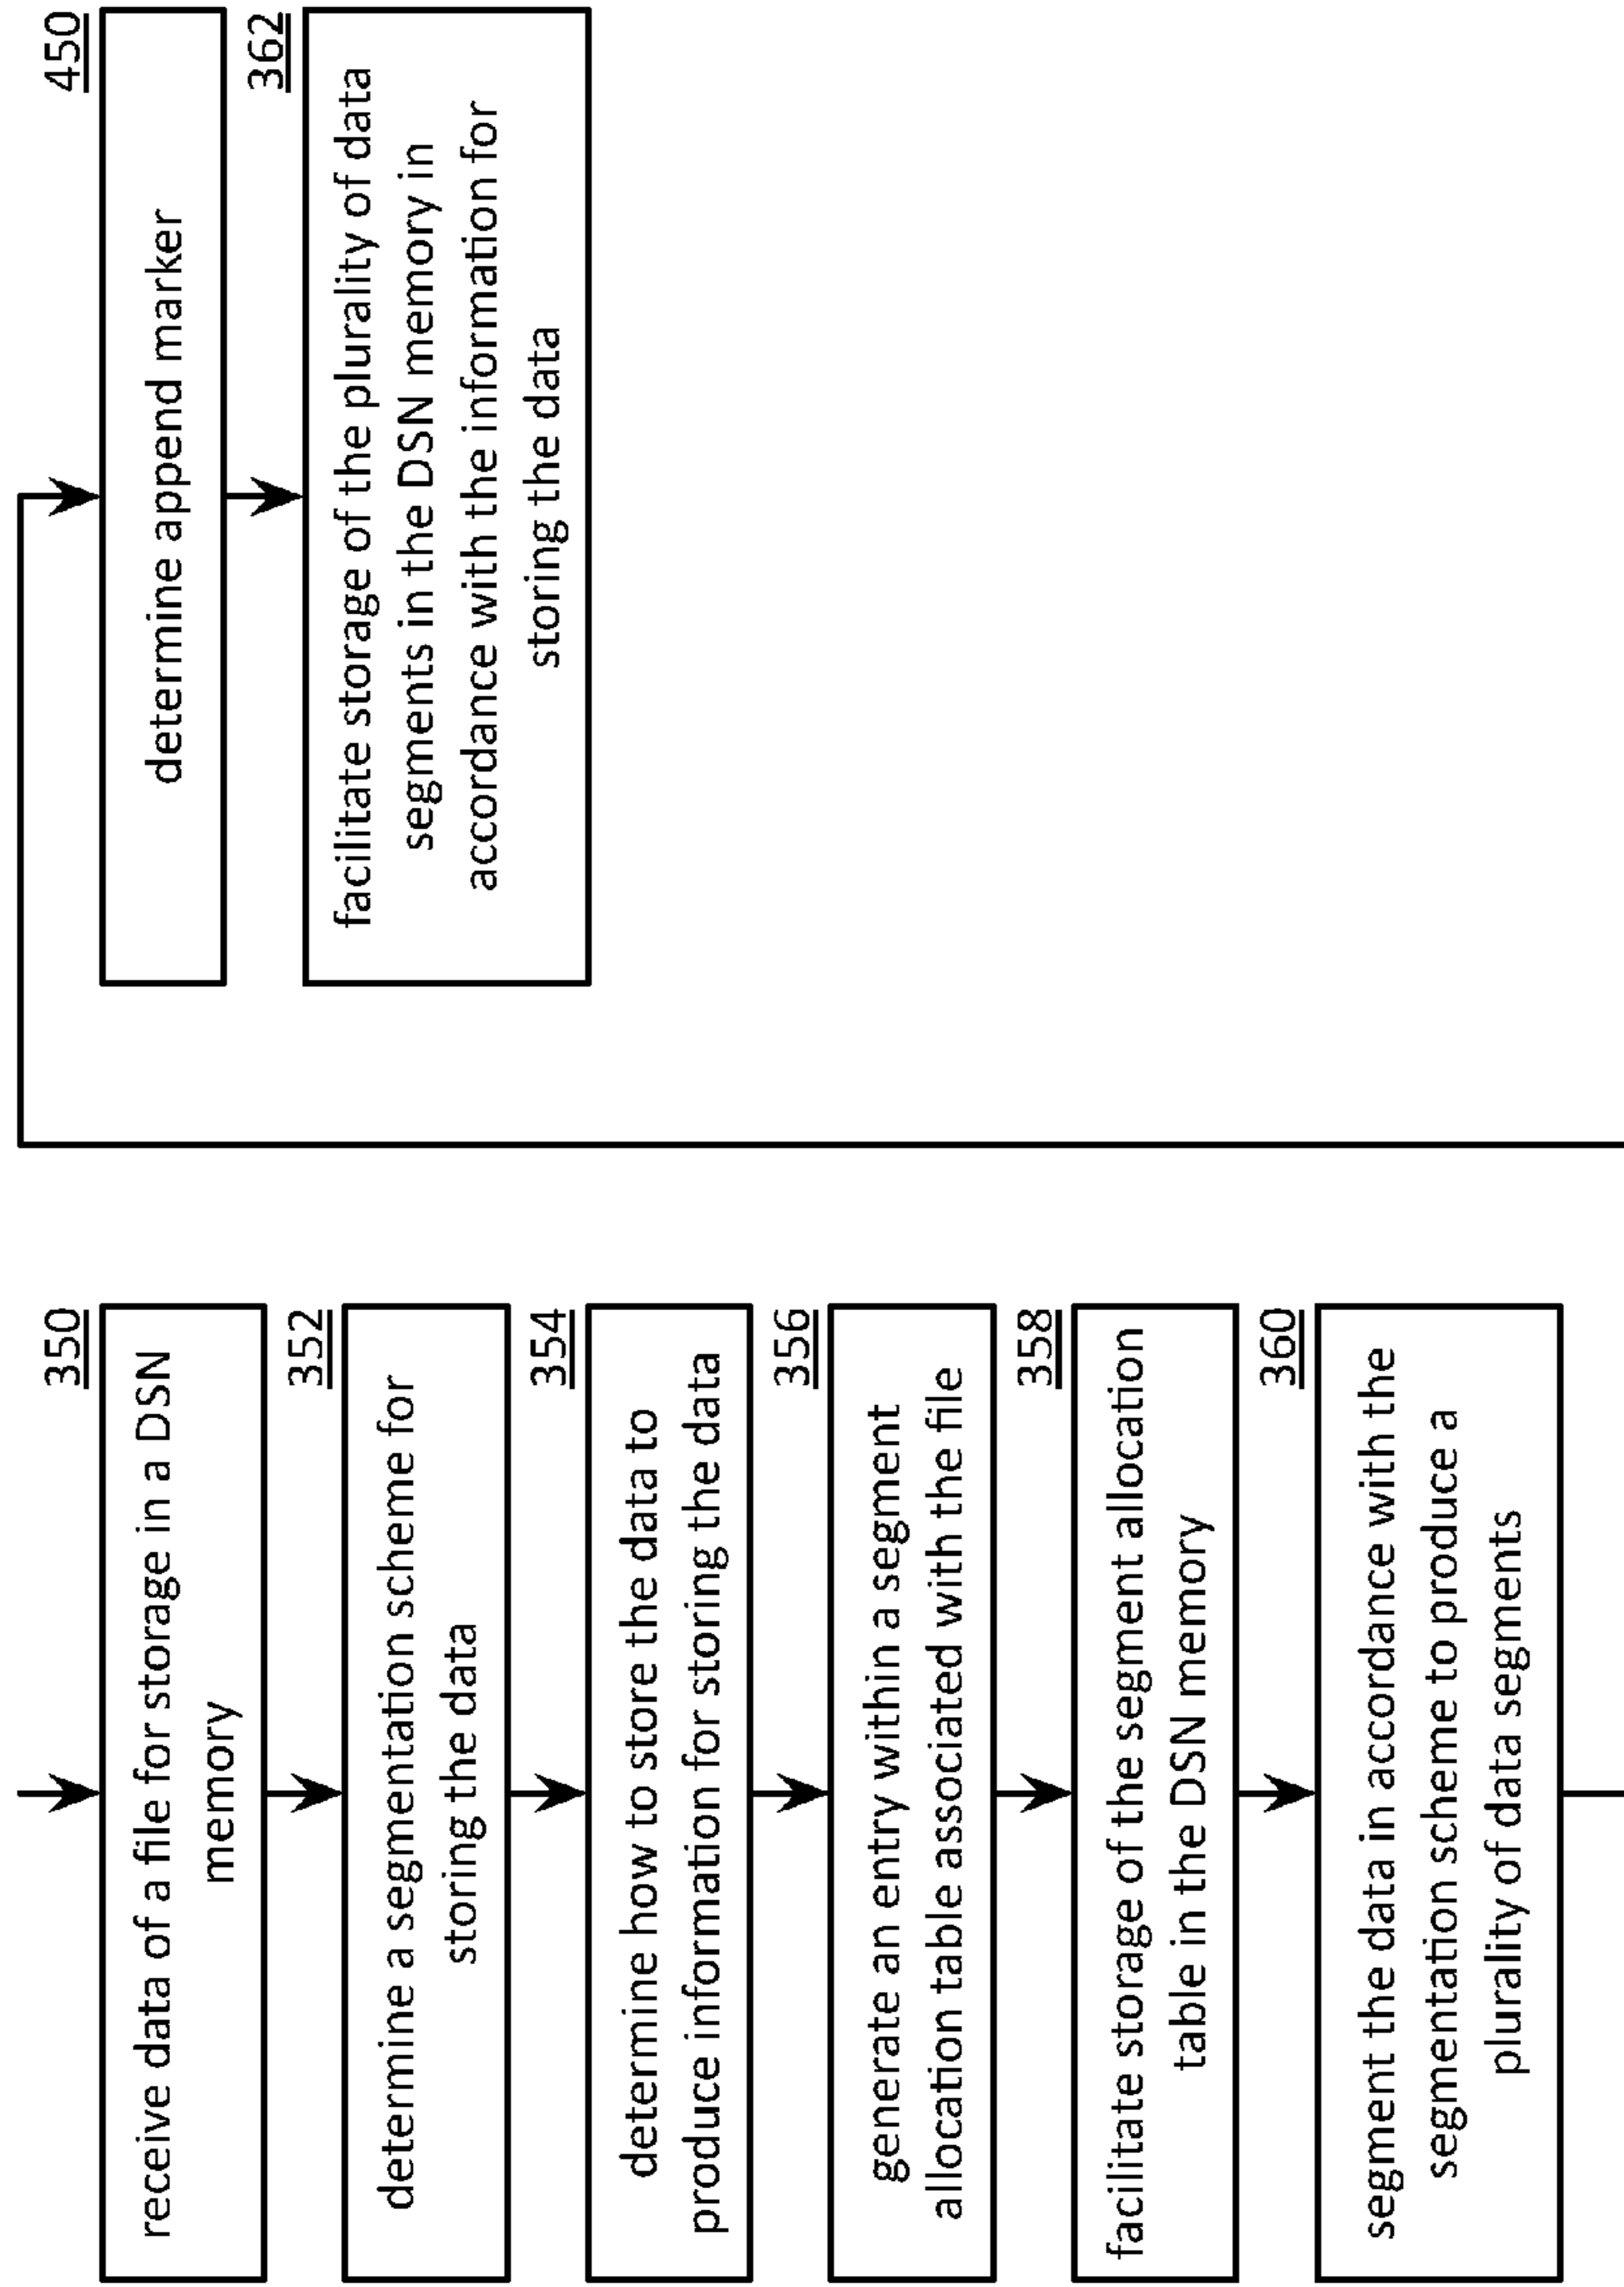 350
receive data of a file for storage in a DSN
memory
352
determine a segmentation scheme for
storing the data
354
determine how to store the data to
produce information for storing the data
356
generate an entry within a segment
allocation table associated with the file
358
facilitate storage of the segment allocation
table in the DSN memory
360
segment the data in accordance with the
segmentation scheme to produce a
plurality of data segments
450
determine append marker
362
facilitate storage of the plurality of data
segments in the DSN memory in
accordance with the information for
storing the data